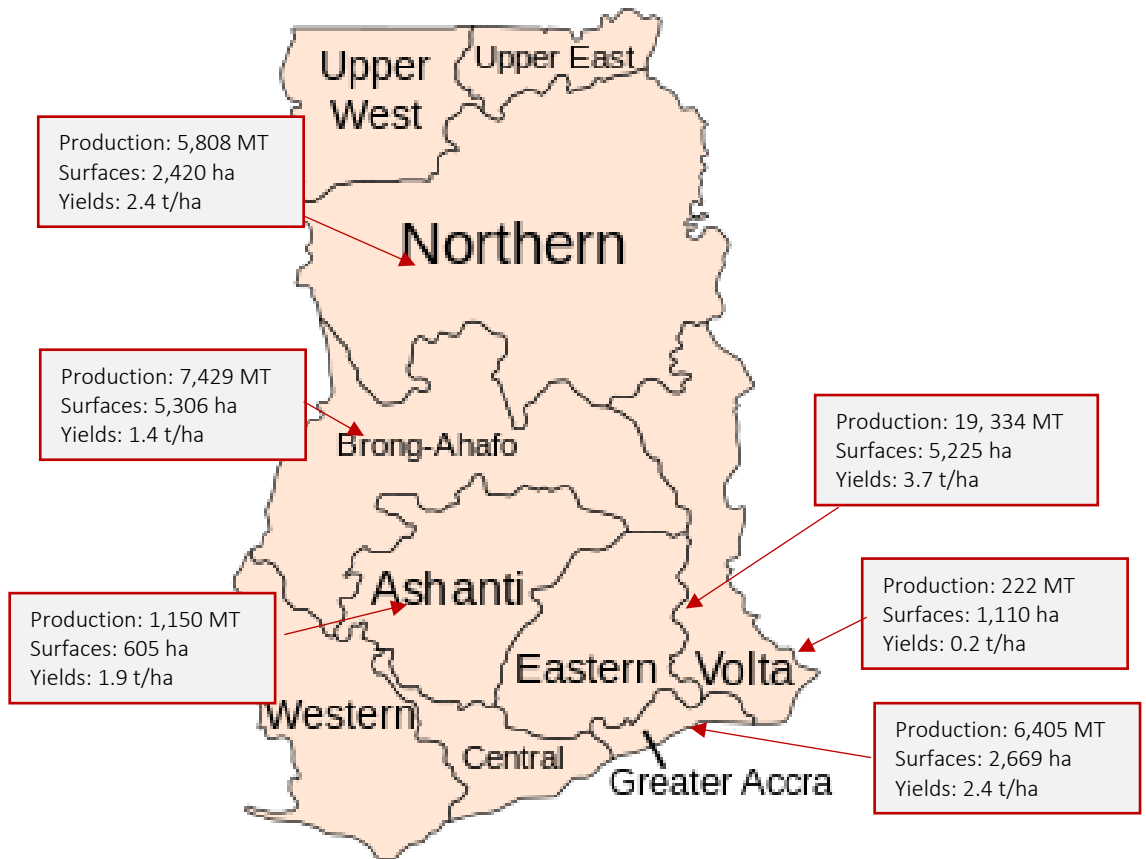 Upper
West
Upper East
Production: 5,808 MT
Surfaces: 2,420 ha
Yields: 2.4 t/ha
Northern
Production: 7,429 MT
Surfaces: 5,306 ha
Yields: 1.4 t/ha
Brong-Ahafo
Production: 19, 334 MT
Surfaces: 5,225 ha
Yields: 3.7 t/ha
Ashanti
Production: 1,150 MT
Surfaces: 605 ha
Yields: 1.9 t/ha
Production: 222 MT
Surfaces: 1,110 ha
Yields: 0.2 t/ha
Eastern
Volta
Western
Central
Greater Accra
Production: 6,405 MT
Surfaces: 2,669 ha
Yields: 2.4 t/ha